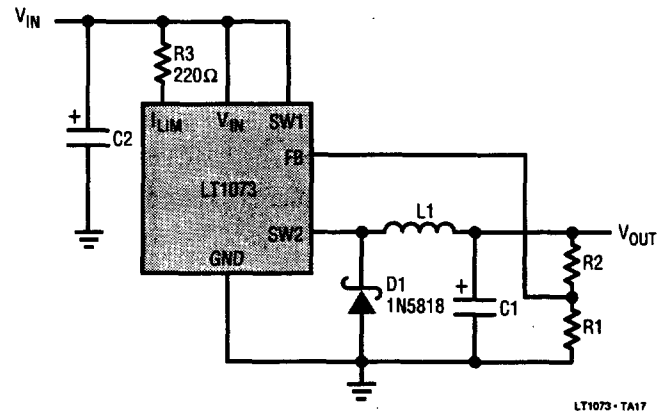 VIN
R3
220Ω
ILIM VIN SW1
C2
FB
LT1073
L1
SW2
VOUT
GND
R2
D1
1N5818
C1
R1
LT1073 • TA17